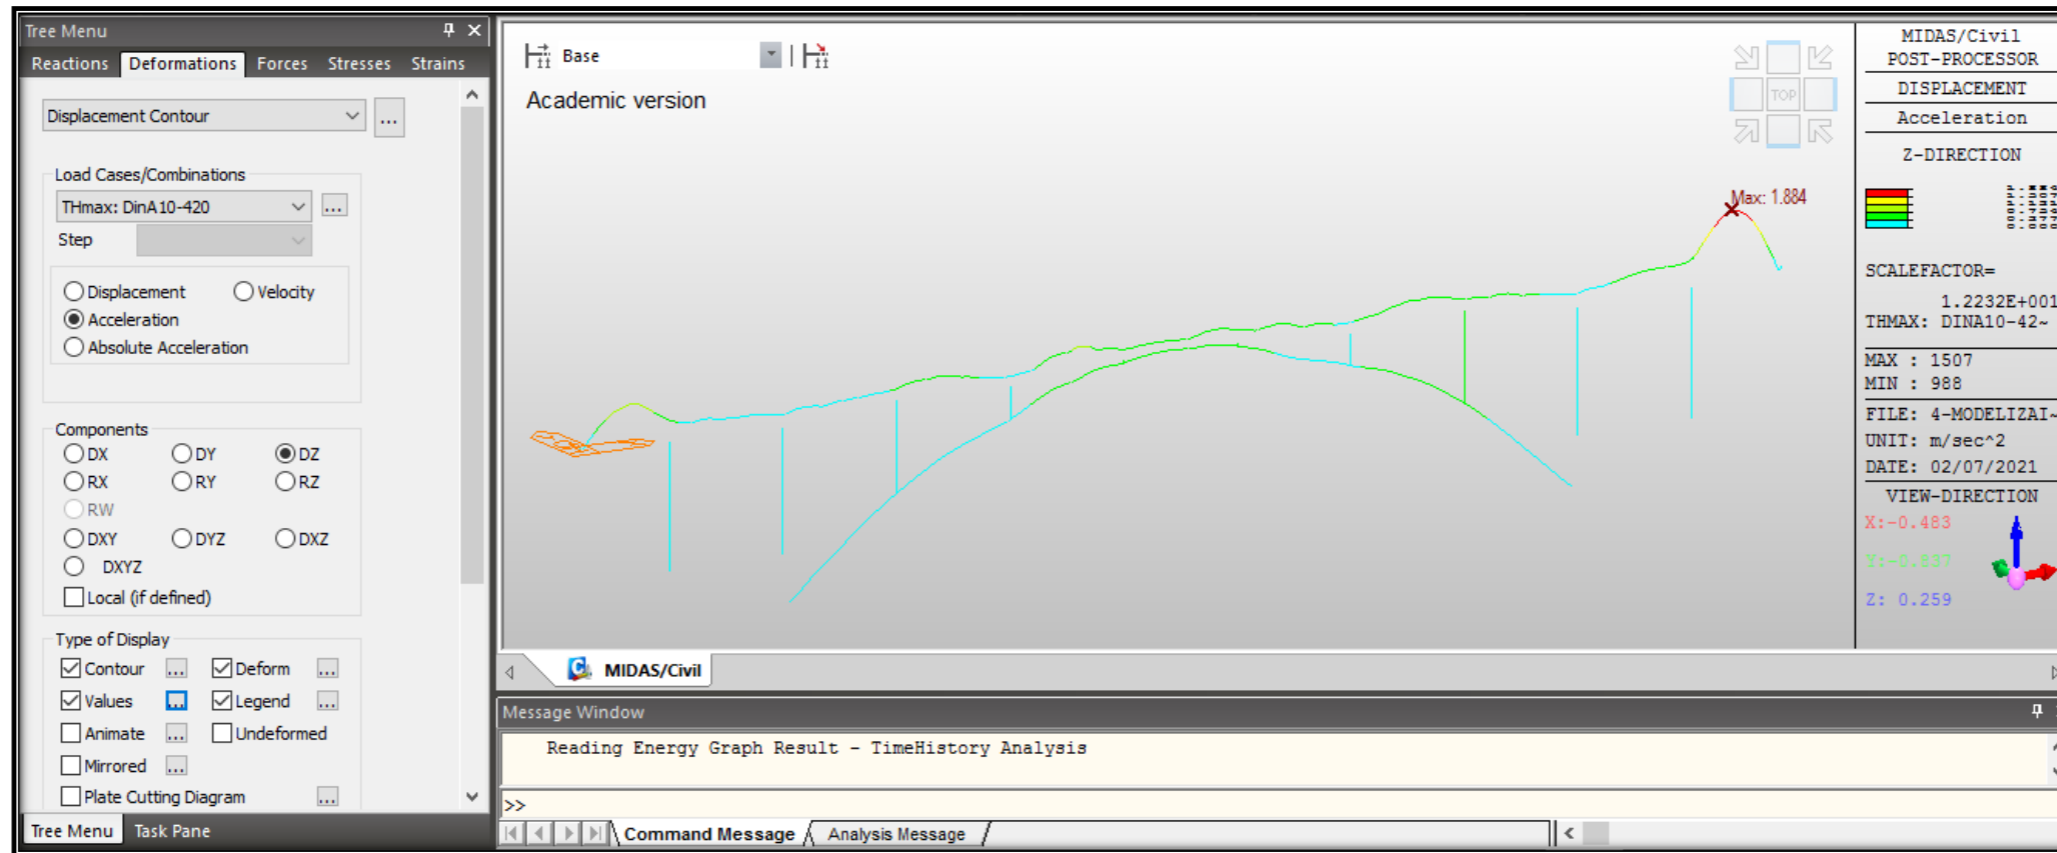 Tree Menu
Reactions Deformations Forces Stresses Strains
Displacement Contour
...
Load Cases/Combinations
THmax: DinA10-420
...
Step
Displacement Velocity
Acceleration
Absolute Acceleration
Components
DX DY DZ
RX RY RZ
RW
DXY DYZ DXZ
DXYZ
Local (if defined)
Type of Display
Contour ... Deform ...
Values ... Legend ...
Animate ... Undeformed
Mirrored ...
Plate Cutting Diagram ...
Tree Menu Task Pane
Base
Academic version
TOP
Max: 1.884
MIDAS/Civil
POST-PROCESSOR
DISPLACEMENT
Acceleration
Z-DIRECTION
SCALEFACTOR=
1.2232E+001
THMAX: DINA10-42~
MAX : 1507
MIN : 988
FILE: 4-MODELIZAI~
UNIT: m/sec^2
DATE: 02/07/2021
VIEW-DIRECTION
X:-0.483
Y:-0.837
Z: 0.259
MIDAS/Civil
Message Window
Reading Energy Graph Result - TimeHistory Analysis
>>
Command Message Analysis Message